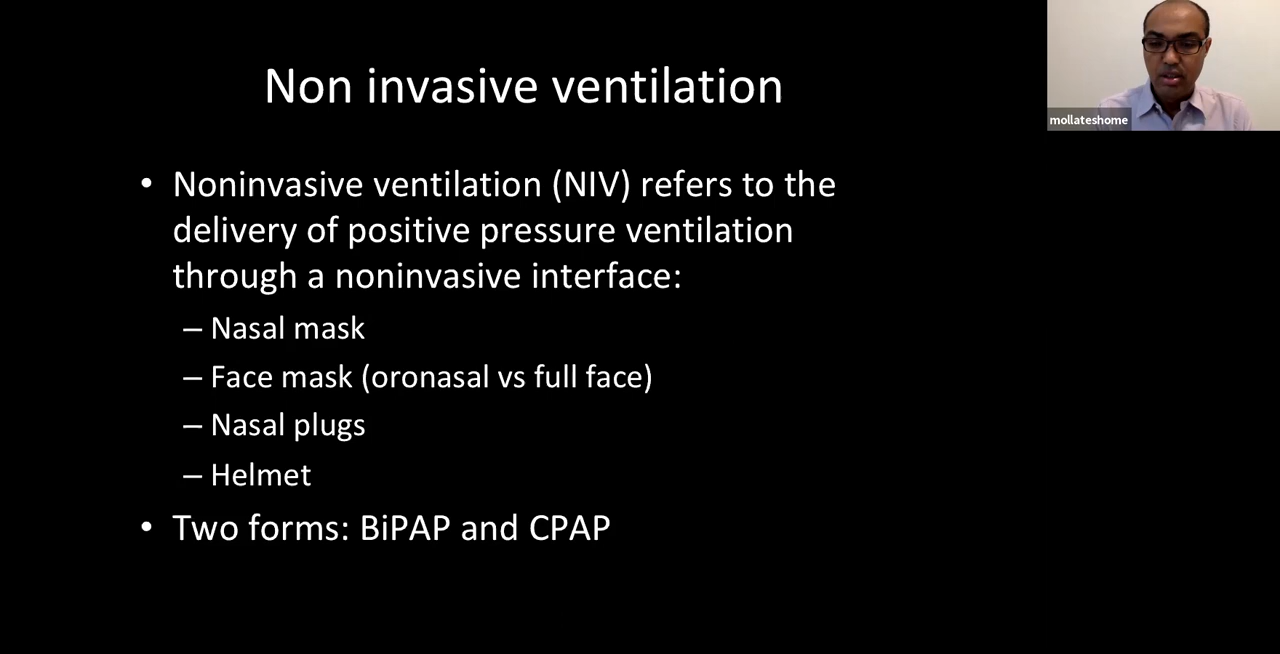 Non invasive ventilation
mollateshome
• Noninvasive ventilation (NIV) refers to the
delivery of positive pressure ventilation
through a noninvasive interface:
– Nasal mask
– Face mask (oronasal vs full face)
– Nasal plugs
– Helmet
• Two forms: BiPAP and CPAP